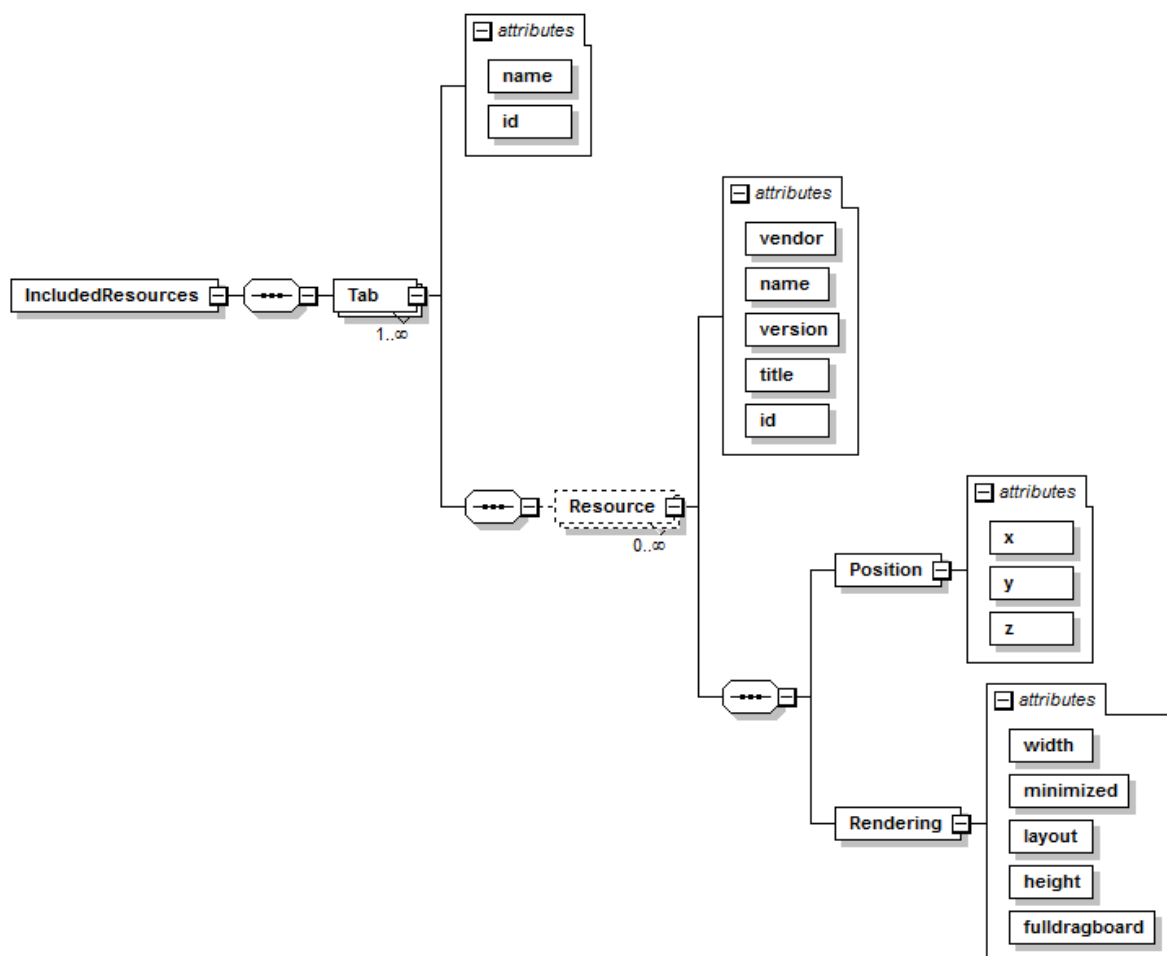 attributes
name
id
IncludedResources
Tab
1..∞
attributes
vendor
name
version
title
id
Resource
0..∞
attributes
x
y
z
Position
attributes
width
minimized
layout
height
fulldragboard
Rendering